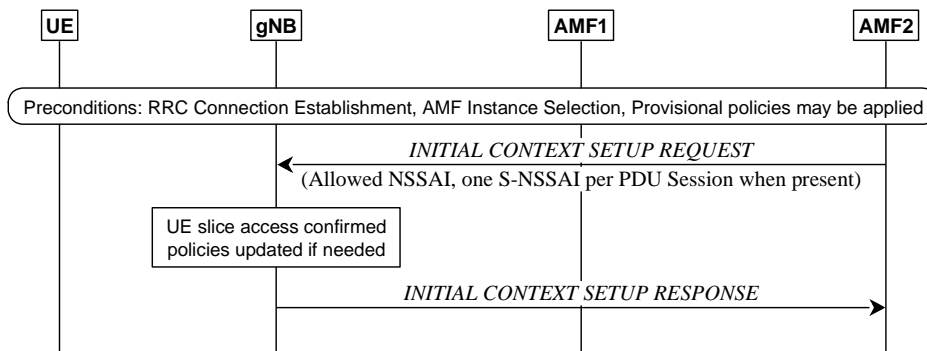 UE
gNB
AMF1
AMF2
Preconditions: RRC Connection Establishment, AMF Instance Selection, Provisional policies may be applied
INITIAL CONTEXT SETUP REQUEST
(Allowed NSSAI, one S-NSSAI per PDU Session when present)
UE slice access confirmed
policies updated if needed
INITIAL CONTEXT SETUP RESPONSE